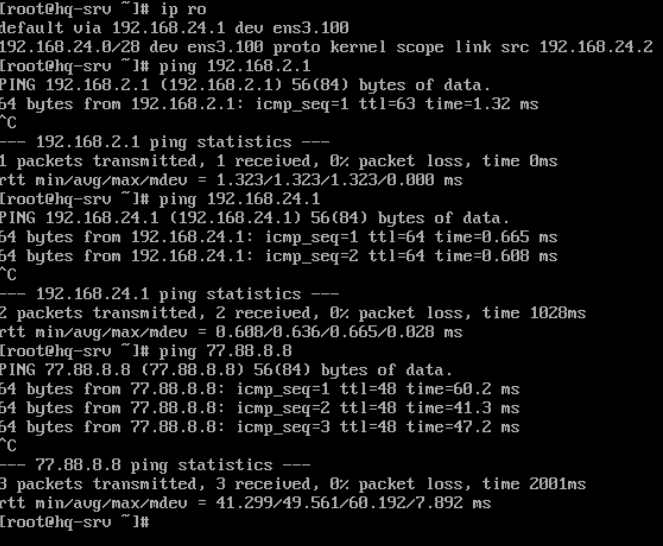 [root@hq-srv ~]# ip ro
default via 192.168.24.1 dev ens3.100
192.168.24.0/28 dev ens3.100 proto kernel scope link src 192.168.24.2
[root@hq-srv ~]# ping 192.168.2.1
PING 192.168.2.1 (192.168.2.1) 56(84) bytes of data.
64 bytes from 192.168.2.1: icmp_seq=1 ttl=63 time=1.32 ms
^C
--- 192.168.2.1 ping statistics ---
1 packets transmitted, 1 received, 0% packet loss, time 0ms
rtt min/avg/max/mdev = 1.323/1.323/1.323/0.000 ms
[root@hq-srv ~]# ping 192.168.24.1
PING 192.168.24.1 (192.168.24.1) 56(84) bytes of data.
64 bytes from 192.168.24.1: icmp_seq=1 ttl=64 time=0.665 ms
64 bytes from 192.168.24.1: icmp_seq=2 ttl=64 time=0.608 ms
^C
--- 192.168.24.1 ping statistics ---
2 packets transmitted, 2 received, 0% packet loss, time 1028ms
rtt min/avg/max/mdev = 0.608/0.636/0.665/0.028 ms
[root@hq-srv ~]# ping 77.88.8.8
PING 77.88.8.8 (77.88.8.8) 56(84) bytes of data.
64 bytes from 77.88.8.8: icmp_seq=1 ttl=48 time=60.2 ms
64 bytes from 77.88.8.8: icmp_seq=2 ttl=48 time=41.3 ms
64 bytes from 77.88.8.8: icmp_seq=3 ttl=48 time=47.2 ms
^C
--- 77.88.8.8 ping statistics ---
3 packets transmitted, 3 received, 0% packet loss, time 2001ms
rtt min/avg/max/mdev = 41.299/49.561/60.192/7.892 ms
[root@hq-srv ~]#